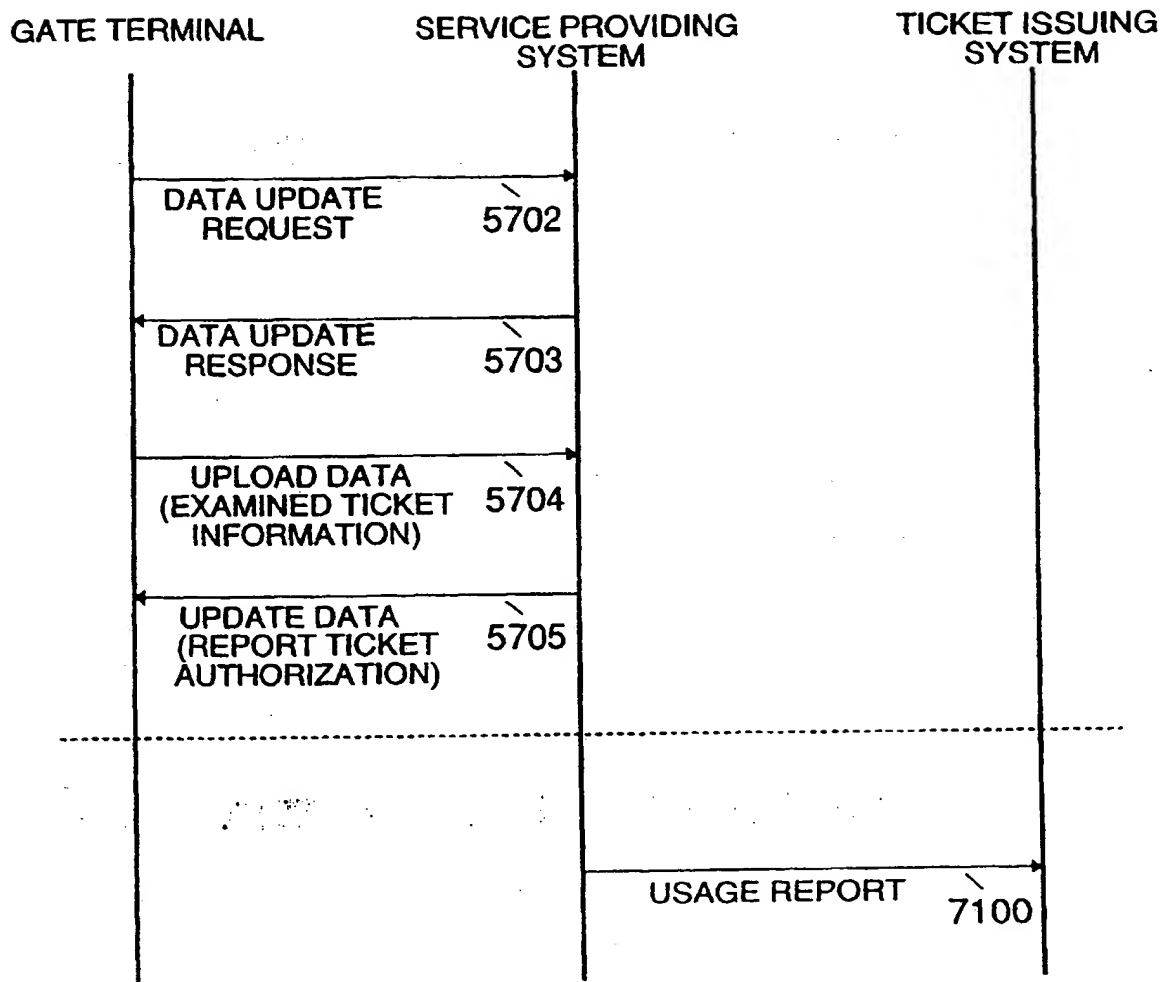 GATE TERMINAL
SERVICE PROVIDING
SYSTEM
TICKET ISSUING
SYSTEM
DATA UPDATE
REQUEST
5702
DATA UPDATE
RESPONSE
5703
UPLOAD DATA
(EXAMINED TICKET
INFORMATION)
5704
UPDATE DATA
(REPORT TICKET
AUTHORIZATION)
5705
USAGE REPORT
7100